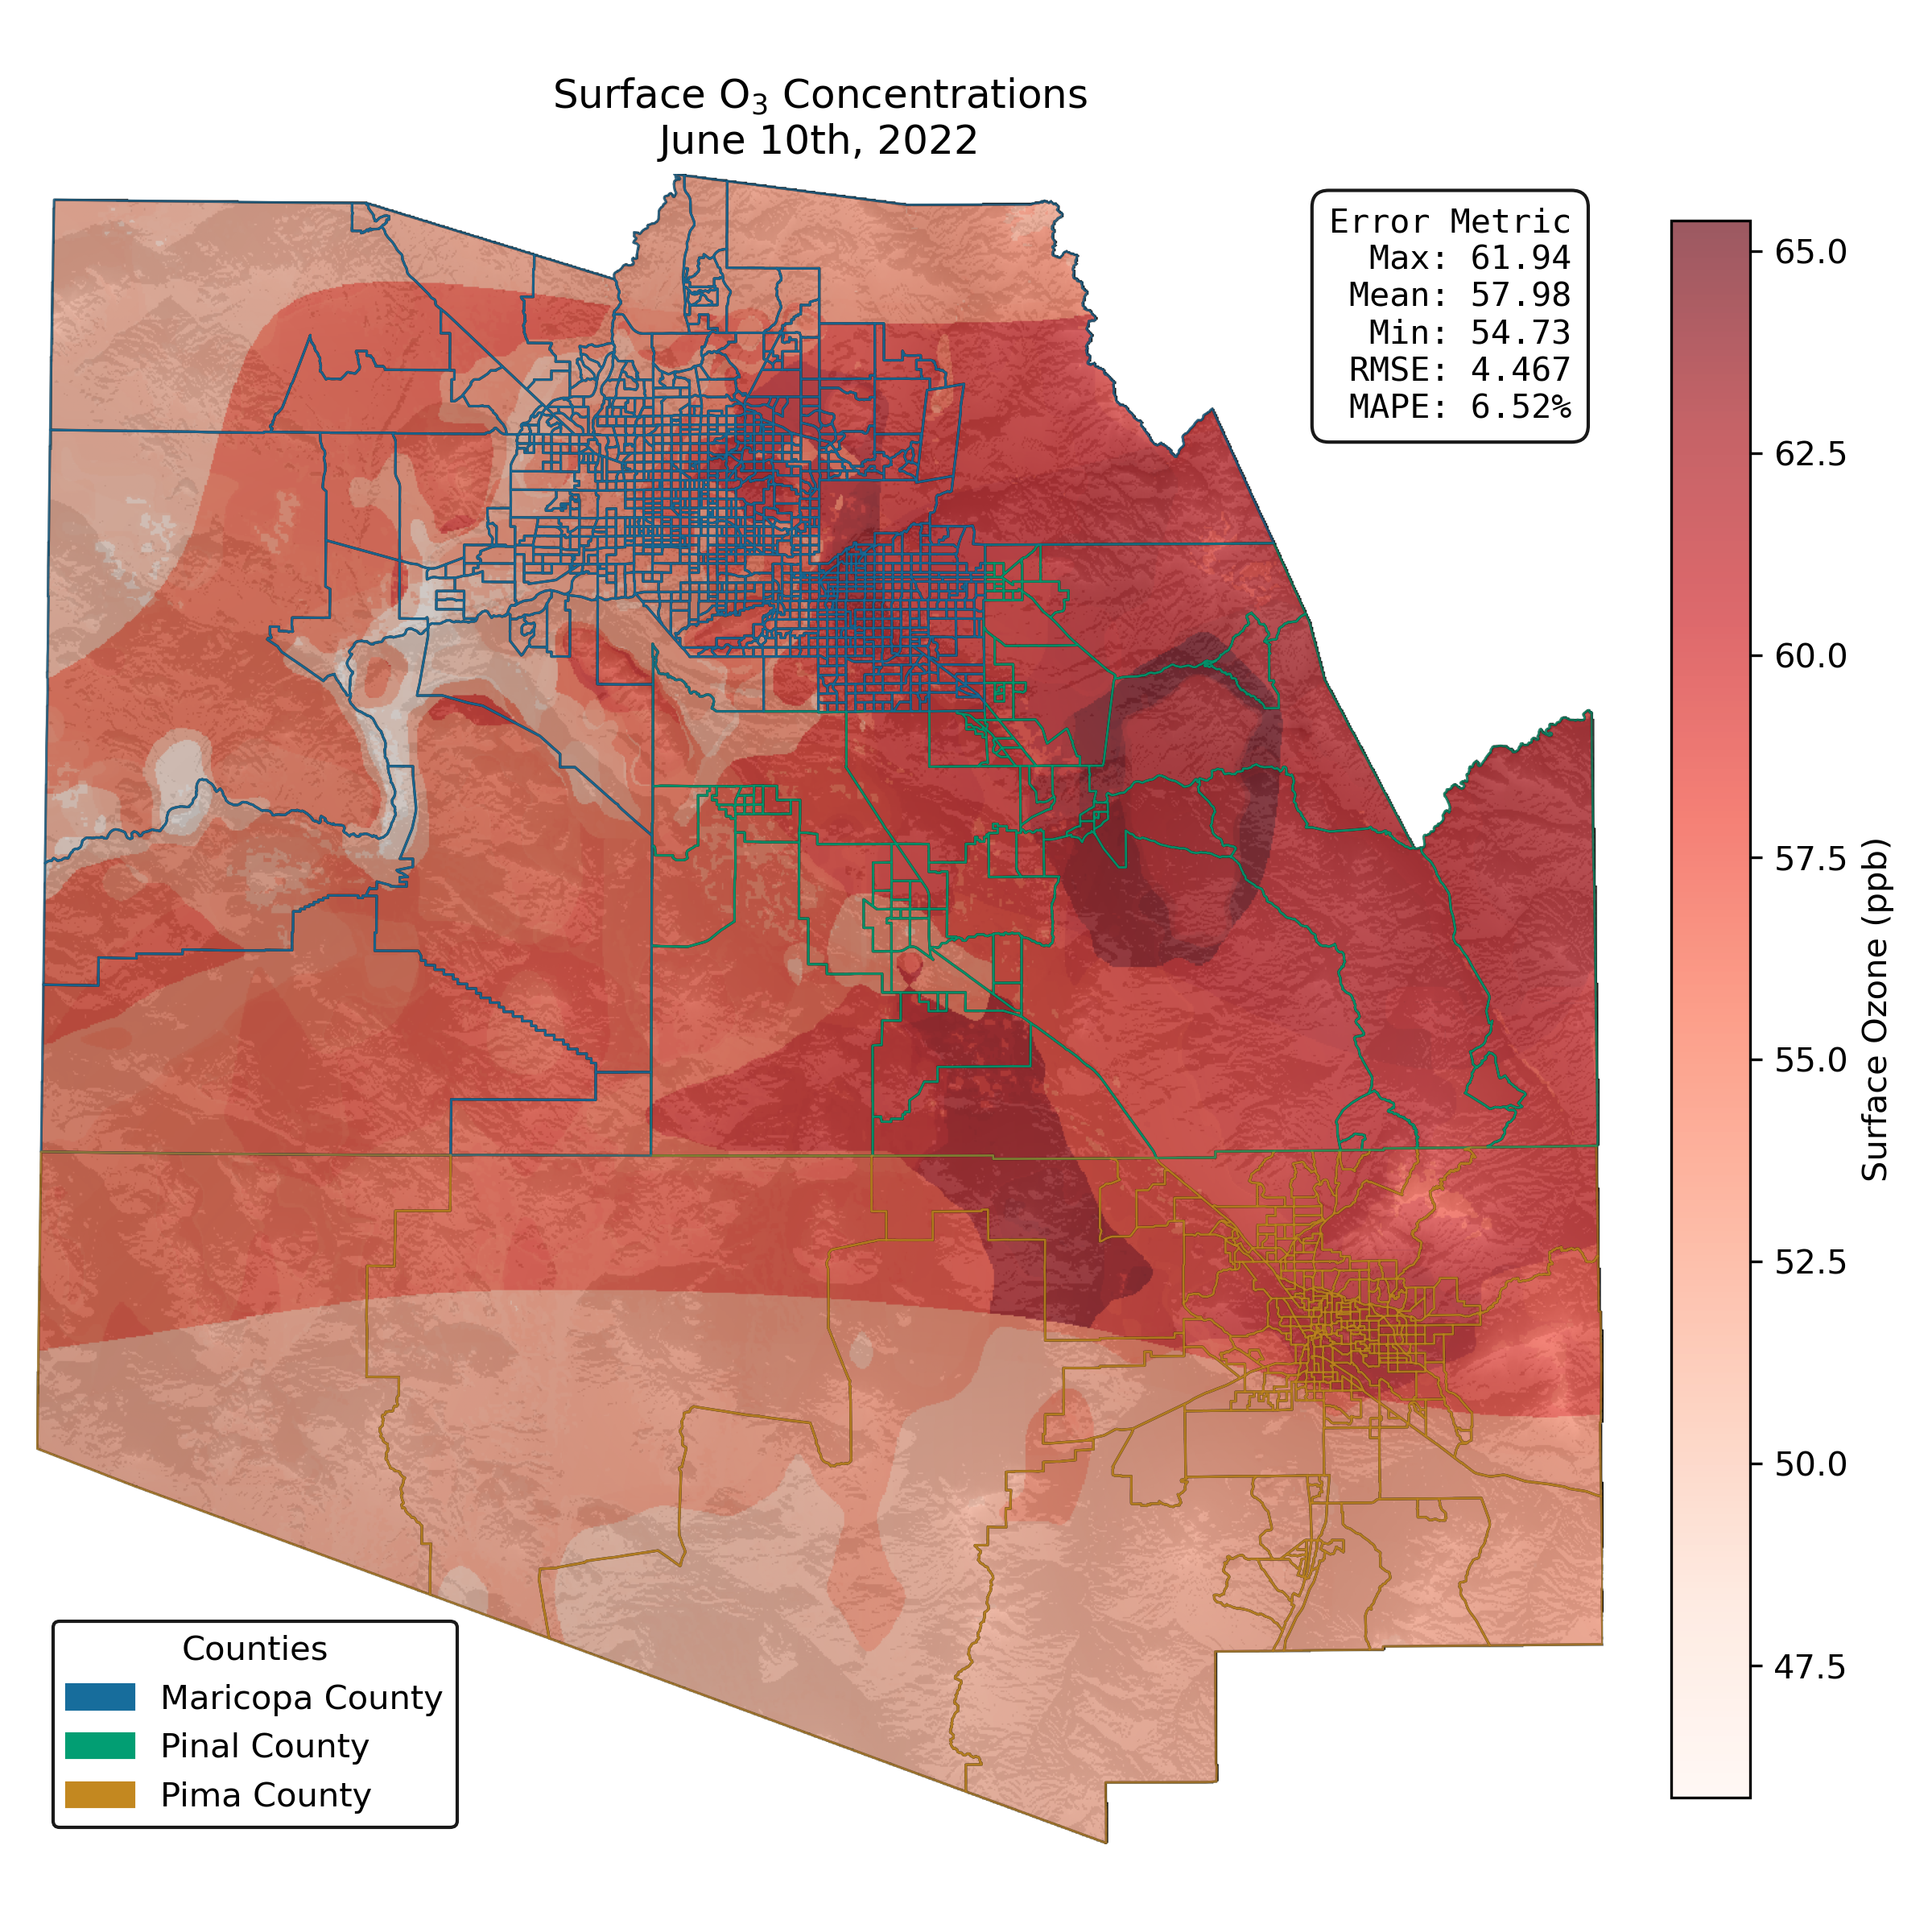 Surface O₃ Concentrations
June 10th, 2022
Error Metric
Max: 61.94
Mean: 57.98
Min: 54.73
RMSE: 4.467
MAPE: 6.52%
65.0
62.5
60.0
57.5
55.0
52.5
50.0
47.5
Surface Ozone (ppb)
Counties
Maricopa County
Pinal County
Pima County